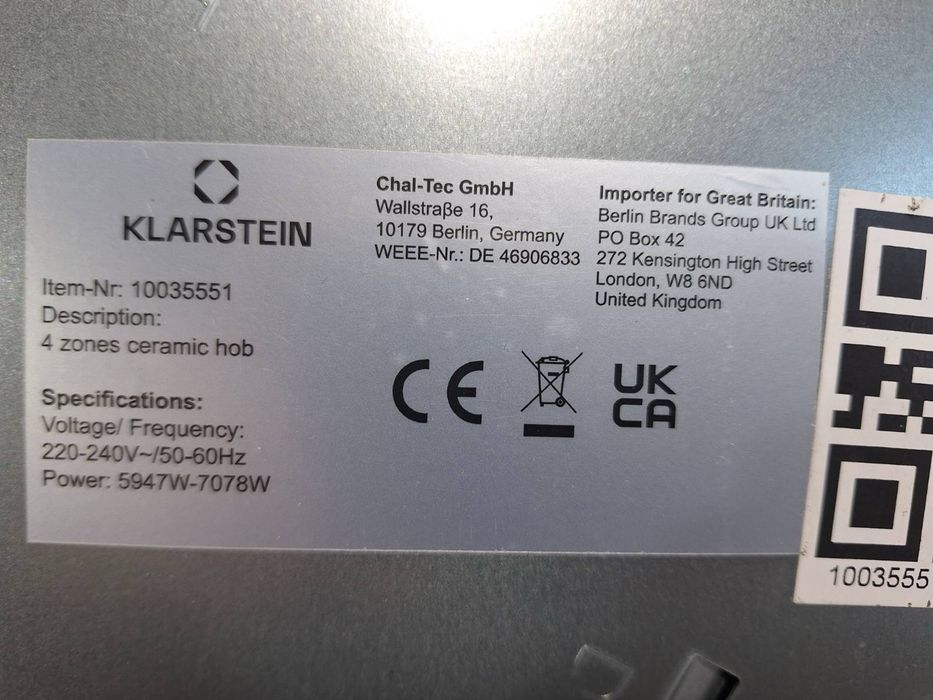 KLARSTEIN
Item-Nr: 10035551
Description:
4 zones ceramic hob
Specifications:
Voltage/ Frequency:
220-240V~/50-60Hz
Power: 5947W-7078W
Chal-Tec GmbH
Wallstraβe 16,
10179 Berlin, Germany
WEEE-Nr.: DE 46906833
Importer for Great Britain:
Berlin Brands Group UK Ltd
PO Box 42
272 Kensington High Street
London, W8 6ND
United Kingdom
CE
UK
CA
1003555